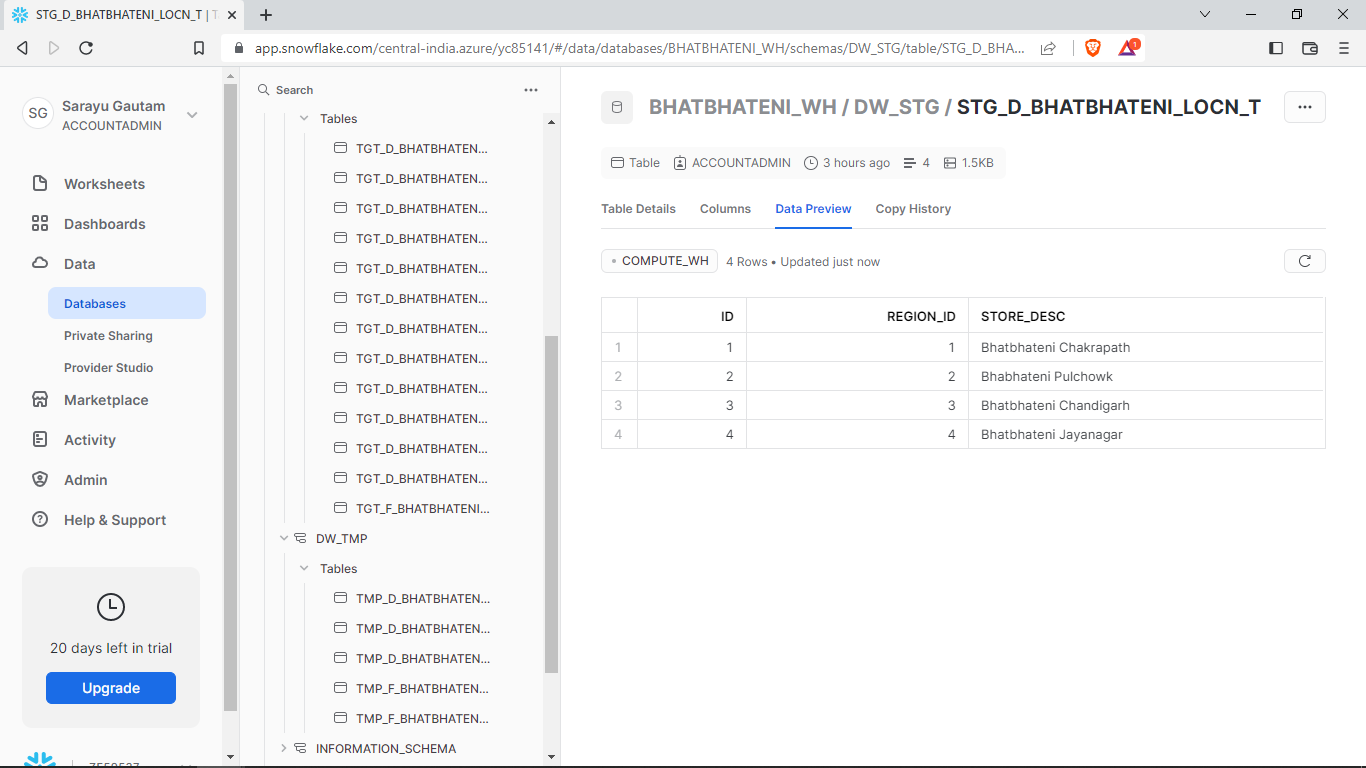 STG_D_BHATBHATENI_LOCN_T | T
app.snowflake.com/central-india.azure/yc85141/#/data/databases/BHATBHATENI_WH/schemas/DW_STG/table/STG_D_BHA...
1
SG
Sarayu Gautam
ACCOUNTADMIN
Worksheets
Dashboards
Data
Databases
Private Sharing
Provider Studio
Marketplace
Activity
Admin
Help & Support
20 days left in trial
Upgrade
Search
Tables
TGT_D_BHATBHATEN...
TGT_D_BHATBHATEN...
TGT_D_BHATBHATEN...
TGT_D_BHATBHATEN...
TGT_D_BHATBHATEN...
TGT_D_BHATBHATEN...
TGT_D_BHATBHATEN...
TGT_D_BHATBHATEN...
TGT_D_BHATBHATEN...
TGT_D_BHATBHATEN...
TGT_D_BHATBHATEN...
TGT_D_BHATBHATEN...
TGT_F_BHATBHATENI...
DW_TMP
Tables
TMP_D_BHATBHATEN...
TMP_D_BHATBHATEN...
TMP_D_BHATBHATEN...
TMP_F_BHATBHATEN...
TMP_F_BHATBHATEN...
INFORMATION_SCHEMA
BHATBHATENI_WH / DW_STG / STG_D_BHATBHATENI_LOCN_T
Table ACCOUNTADMIN 3 hours ago 4 1.5KB
Table Details Columns Data Preview Copy History
COMPUTE_WH 4 Rows • Updated just now
ID REGION_ID STORE_DESC
1 1 1 Bhatbhateni Chakrapath
2 2 2 Bhabhateni Pulchowk
3 3 3 Bhatbhateni Chandigarh
4 4 4 Bhatbhateni Jayanagar